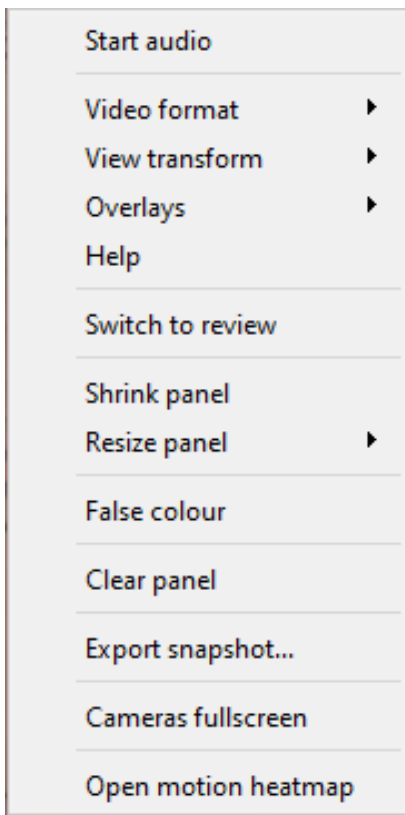 Start audio
Video format
View transform
Overlays
Help
Switch to review
Shrink panel
Resize panel
False colour
Clear panel
Export snapshot...
Cameras fullscreen
Open motion heatmap